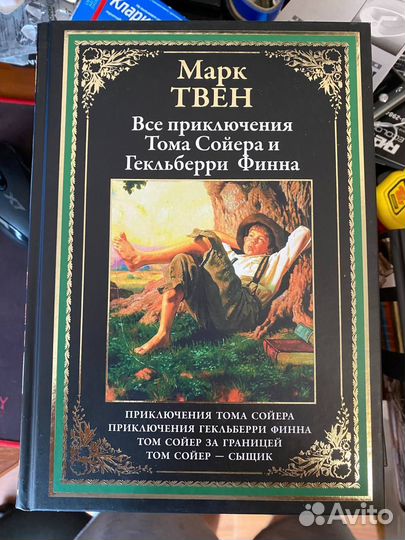 Кларит
Марк
ТВЕН
Все приключения
Тома Сойера и
Гекльберри Финна
ПРИКЛЮЧЕНИЯ ТОМА СОЙЕРА
ПРИКЛЮЧЕНИЯ ГЕКЛЬБЕРРИ ФИННА
ТОМ СОЙЕР ЗА ГРАНИЦЕЙ
ТОМ СОЙЕР — СЫЩИК
Avito